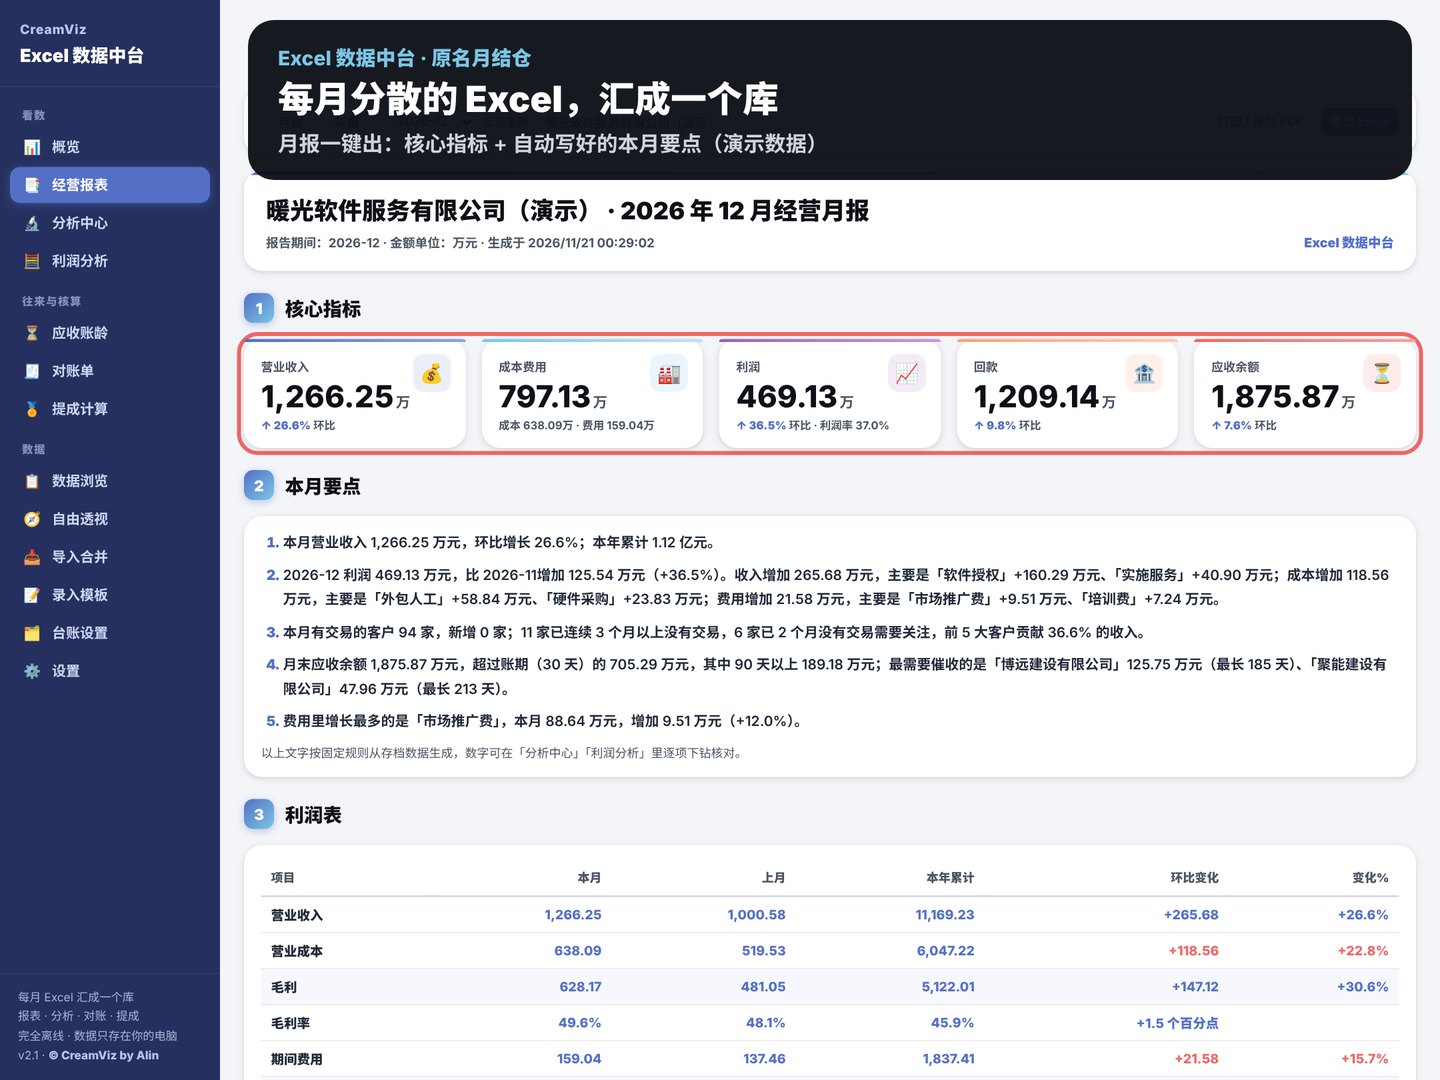 CreamViz
Excel 数据中台
看数
概览
经营报表
分析中心
利润分析
往来与核算
应收账龄
对账单
提成计算
数据
数据浏览
自由透视
导入合并
录入模板
台账设置
设置
每月 Excel 汇成一个库
报表 · 分析 · 对账 · 提成
完全离线 · 数据只存在你的电脑
v2.1 · © CreamViz by Alin
Excel 数据中台 · 原名月结仓
每月分散的 Excel，汇成一个库
月报一键出：核心指标 + 自动写好的本月要点（演示数据）
打印 / 存为 PDF
导出 Excel
暖光软件服务有限公司（演示） · 2026 年 12 月经营月报
报告期间：2026-12 · 金额单位：万元 · 生成于 2026/11/21 00:29:02
Excel 数据中台
1 核心指标
营业收入
1,266.25 万
↑ 26.6% 环比
成本费用
797.13 万
成本 638.09万 · 费用 159.04万
利润
469.13 万
↑ 36.5% 环比 · 利润率 37.0%
回款
1,209.14 万
↑ 9.8% 环比
应收余额
1,875.87 万
↑ 7.6% 环比
2 本月要点
1. 本月营业收入 1,266.25 万元，环比增长 26.6%；本年累计 1.12 亿元。
2. 2026-12 利润 469.13 万元，比 2026-11增加 125.54 万元（+36.5%）。收入增加 265.68 万元，主要是「软件授权」+160.29 万元、「实施服务」+40.90 万元；成本增加 118.56
万元，主要是「外包人工」+58.84 万元、「硬件采购」+23.83 万元；费用增加 21.58 万元，主要是「市场推广费」+9.51 万元、「培训费」+7.24 万元。
3. 本月有交易的客户 94 家，新增 0 家；11 家已连续 3 个月以上没有交易，6 家已 2 个月没有交易需要关注，前 5 大客户贡献 36.6% 的收入。
4. 月末应收余额 1,875.87 万元，超过账期（30 天）的 705.29 万元，其中 90 天以上 189.18 万元；最需要催收的是「博远建设有限公司」125.75 万元（最长 185 天）、「聚能建设有
限公司」47.96 万元（最长 213 天）。
5. 费用里增长最多的是「市场推广费」，本月 88.64 万元，增加 9.51 万元（+12.0%）。
以上文字按固定规则从存档数据生成，数字可在「分析中心」「利润分析」里逐项下钻核对。
3 利润表
项目 本月 上月 本年累计 环比变化 变化%
营业收入 1,266.25 1,000.58 11,169.23 +265.68 +26.6%
营业成本 638.09 519.53 6,047.22 +118.56 +22.8%
毛利 628.17 481.05 5,122.01 +147.12 +30.6%
毛利率 49.6% 48.1% 45.9% +1.5 个百分点
期间费用 159.04 137.46 1,837.41 +21.58 +15.7%